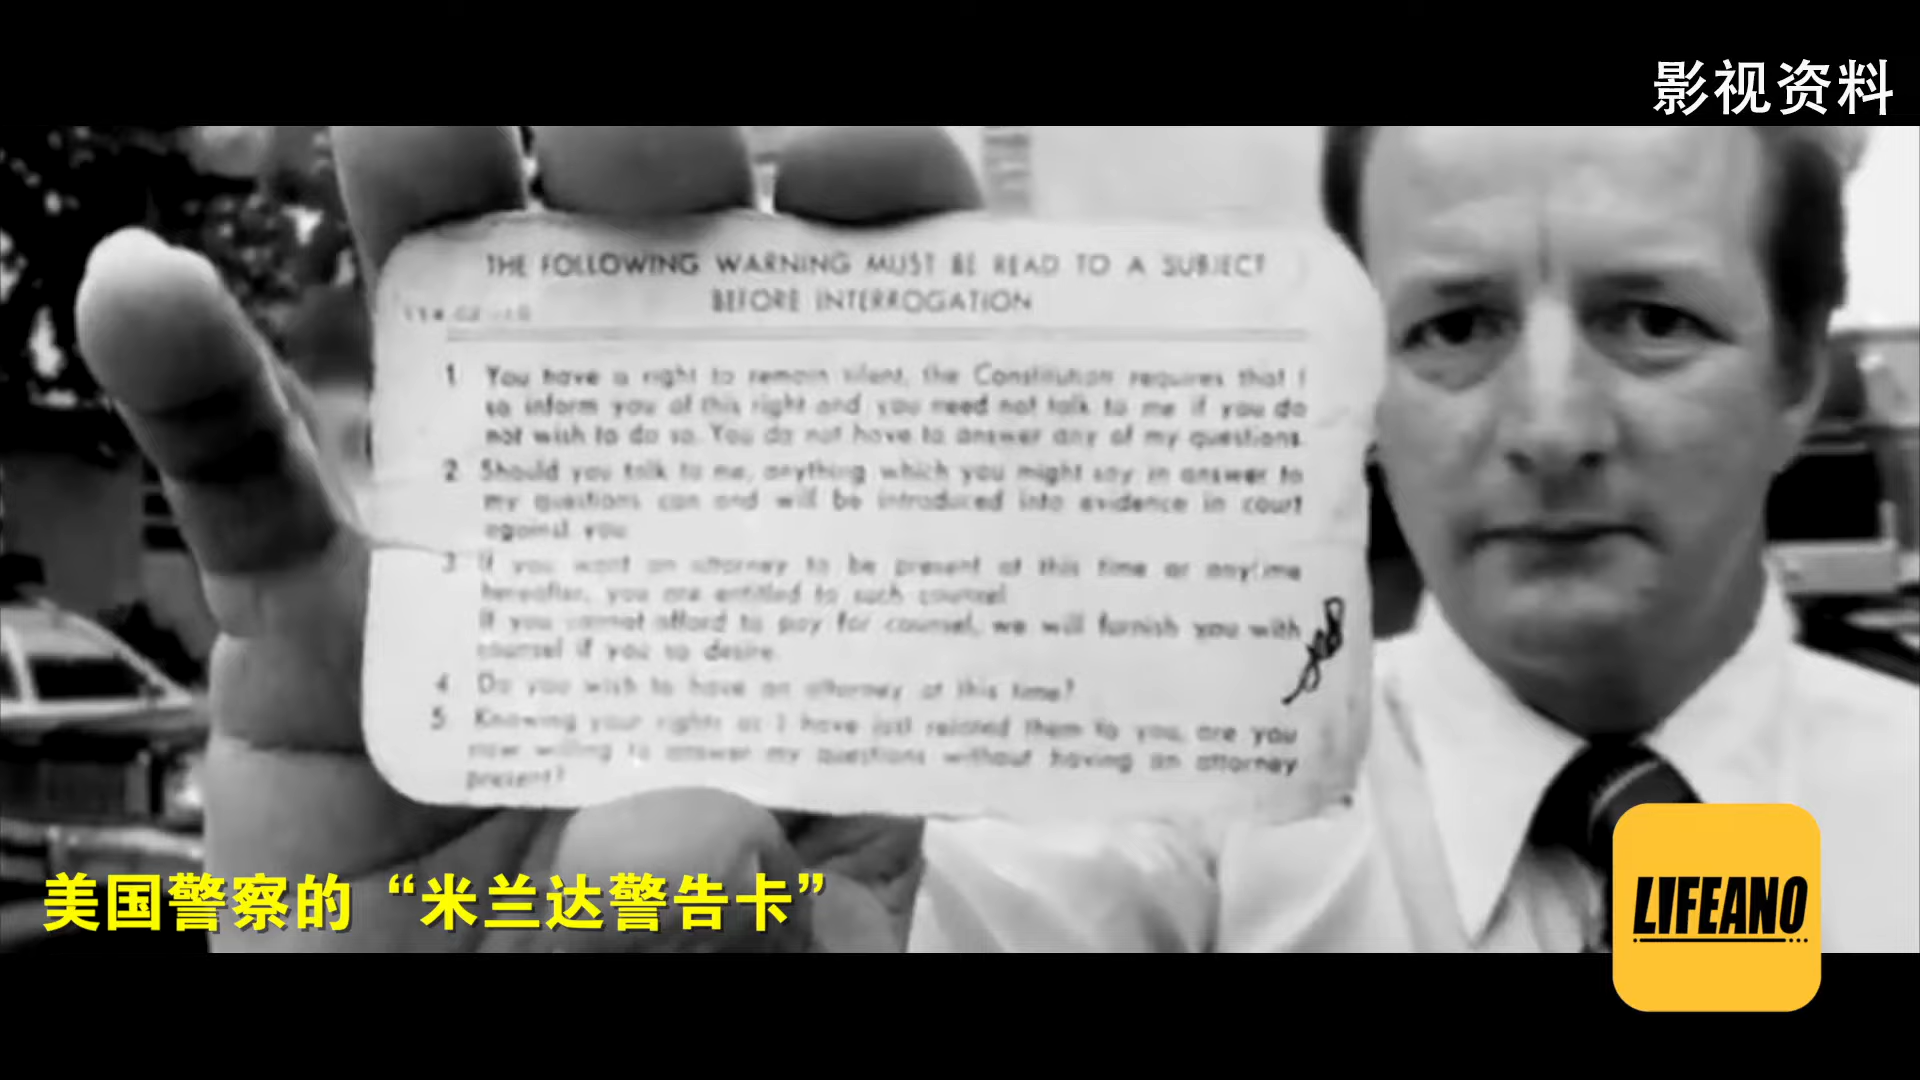 影视资料
THE FOLLOWING WARNING MUST BE READ TO A SUBJECT
BEFORE INTERROGATION
1 You have a right to remain silent, the Constitution requires that I
so inform you of this right and you need not talk to me if you do
not wish to do so. You do not have to answer any of my questions.
2 Should you talk to me, anything which you might say in answer to
my questions can and will be introduced into evidence in court
against you
3 If you want an attorney to be present at this time or anytime
hereafter, you are entitled to such counsel
If you cannot afford to pay for counsel, we will furnish you with
counsel if you so desire.
4 Do you wish to have an attorney at this time?
5 Knowing your rights as I have just related them to you, are you
now willing to answer my questions without having an attorney
present?
美国警察的“米兰达警告卡”
LIFEANO